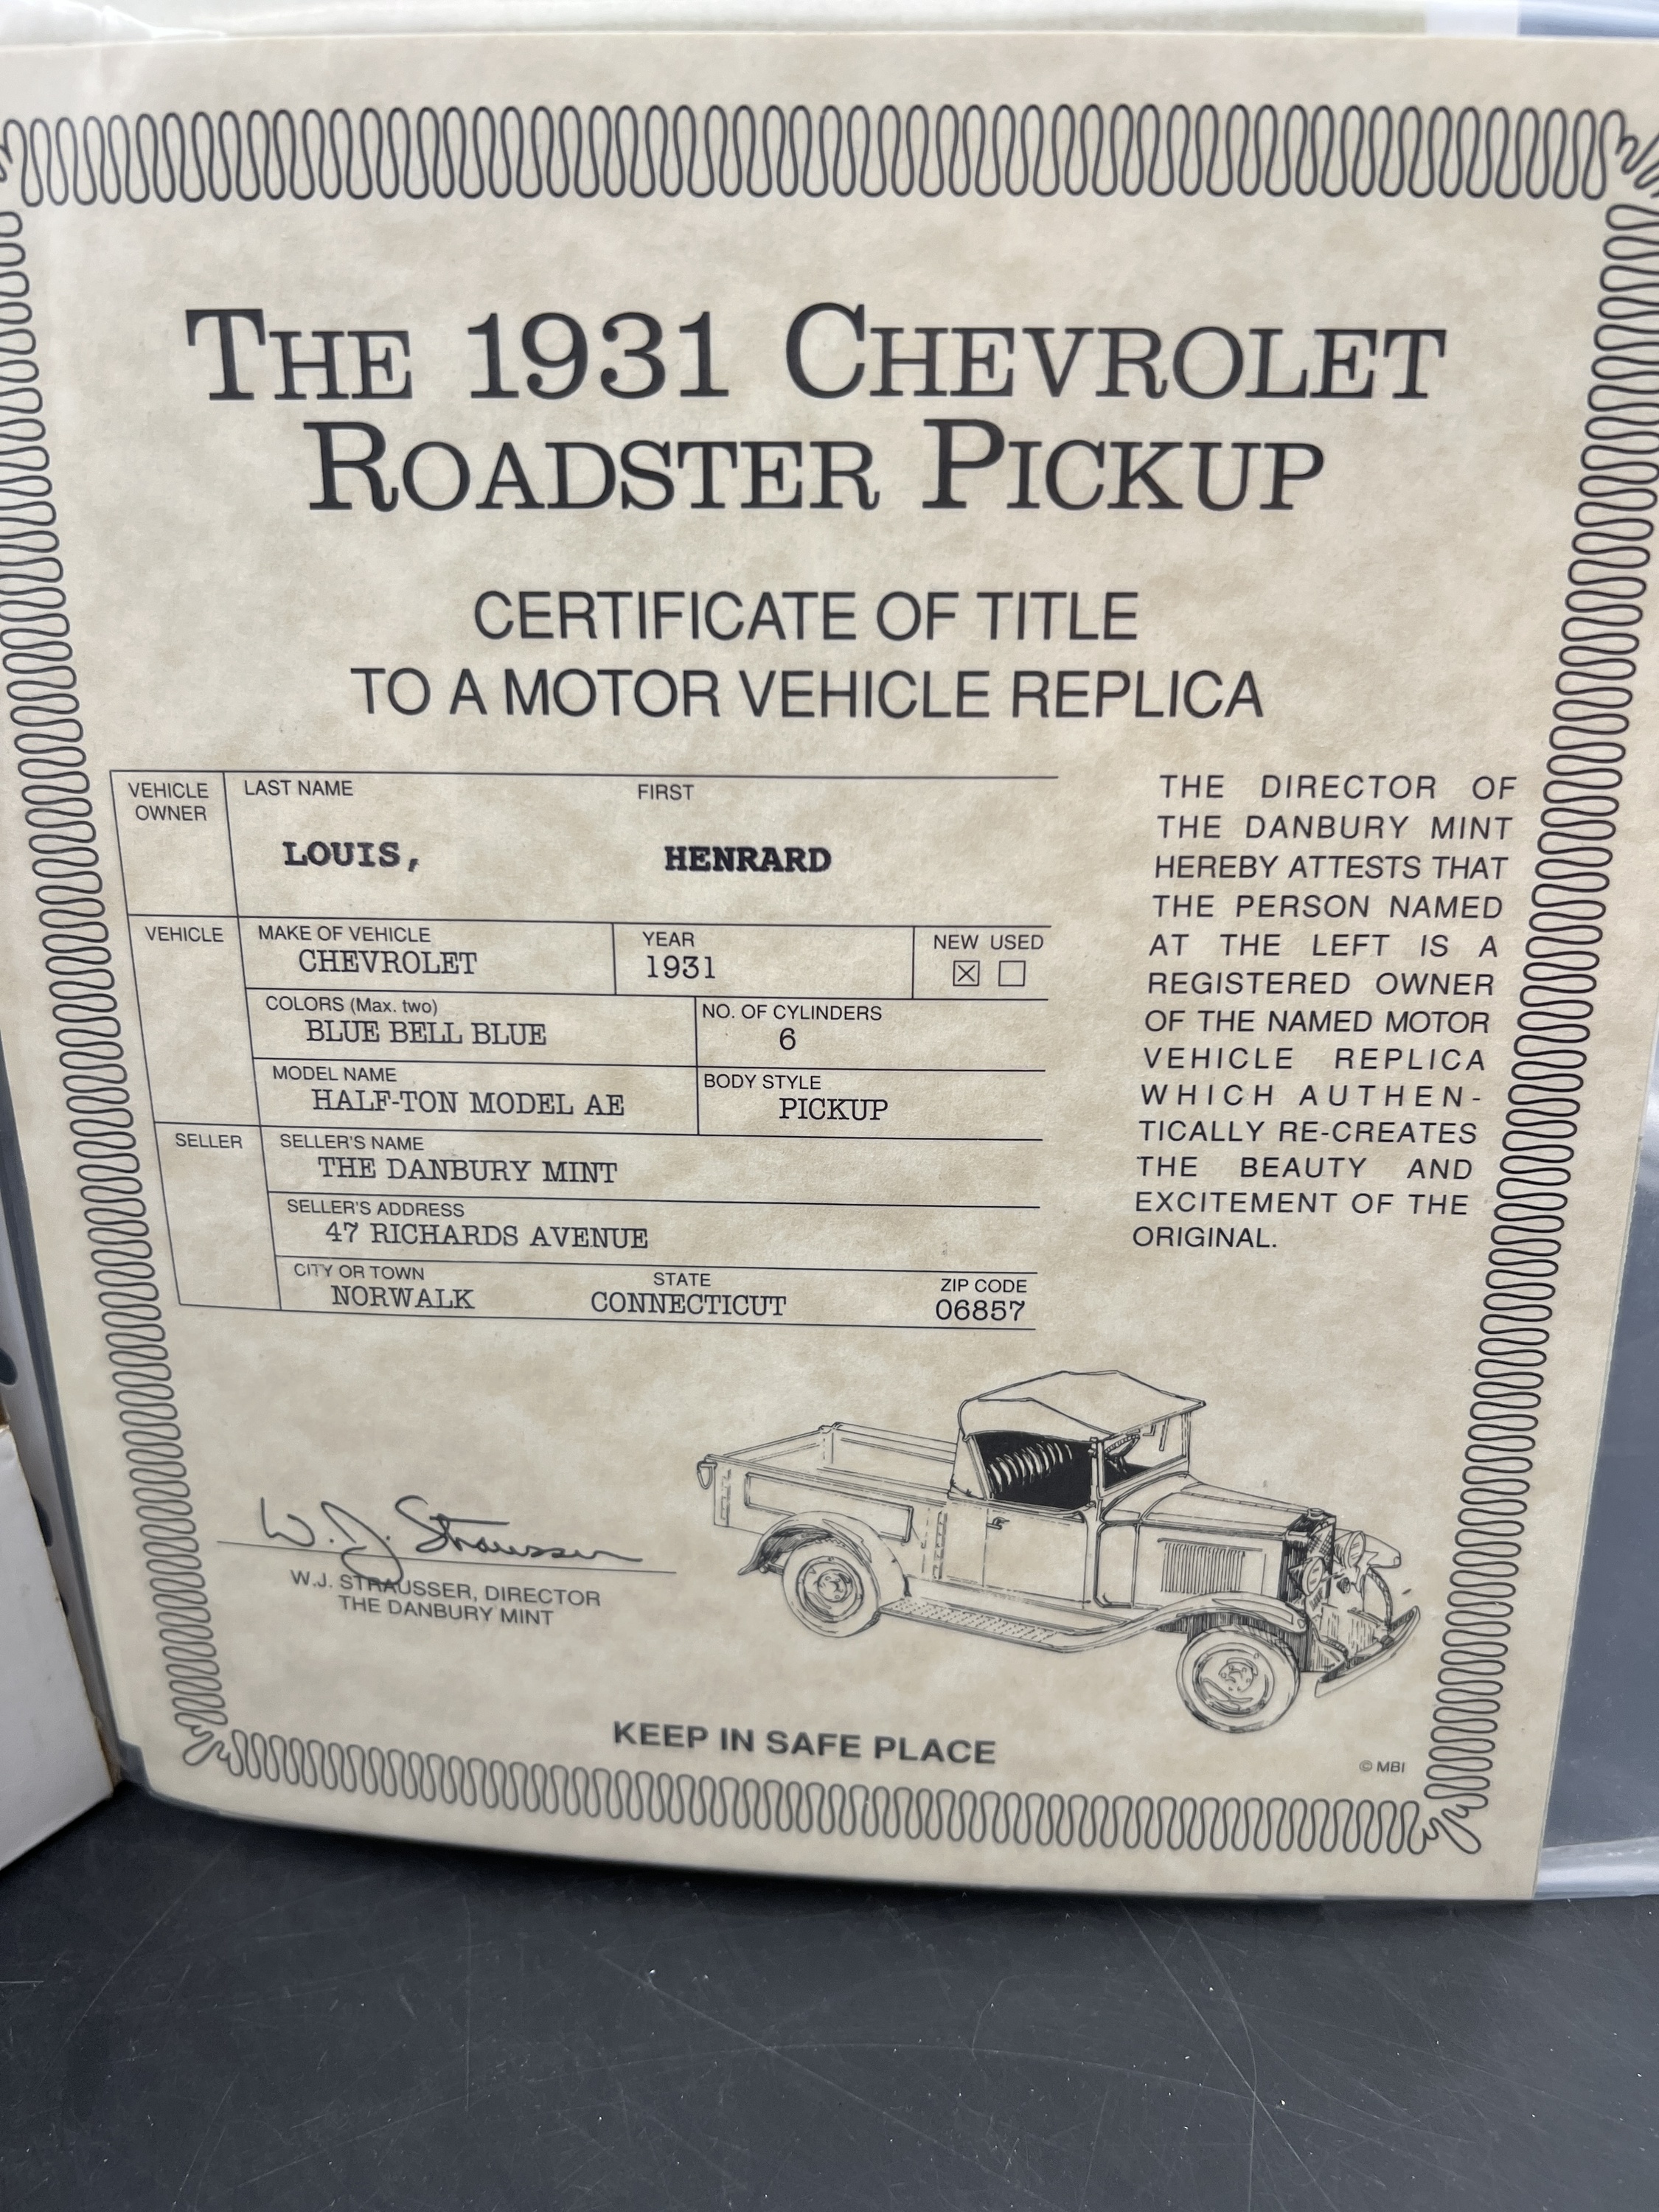 THE 1931 CHEVROLET
ROADSTER PICKUP
CERTIFICATE OF TITLE
TO A MOTOR VEHICLE REPLICA
VEHICLE OWNER
LAST NAME FIRST
LOUIS, HENRARD
VEHICLE
MAKE OF VEHICLE YEAR NEW USED
CHEVROLET 1931 ☒ ☐
COLORS (Max. two) NO. OF CYLINDERS
BLUE BELL BLUE 6
MODEL NAME BODY STYLE
HALF-TON MODEL AE PICKUP
SELLER
SELLER'S NAME
THE DANBURY MINT
SELLER'S ADDRESS
47 RICHARDS AVENUE
CITY OR TOWN STATE ZIP CODE
NORWALK CONNECTICUT 06857
THE DIRECTOR OF
THE DANBURY MINT
HEREBY ATTESTS THAT
THE PERSON NAMED
AT THE LEFT IS A
REGISTERED OWNER
OF THE NAMED MOTOR
VEHICLE REPLICA
WHICH AUTHEN-
TICALLY RE-CREATES
THE BEAUTY AND
EXCITEMENT OF THE
ORIGINAL.
W. J. Strausser
W.J. STRAUSSER, DIRECTOR
THE DANBURY MINT
KEEP IN SAFE PLACE
© MBI